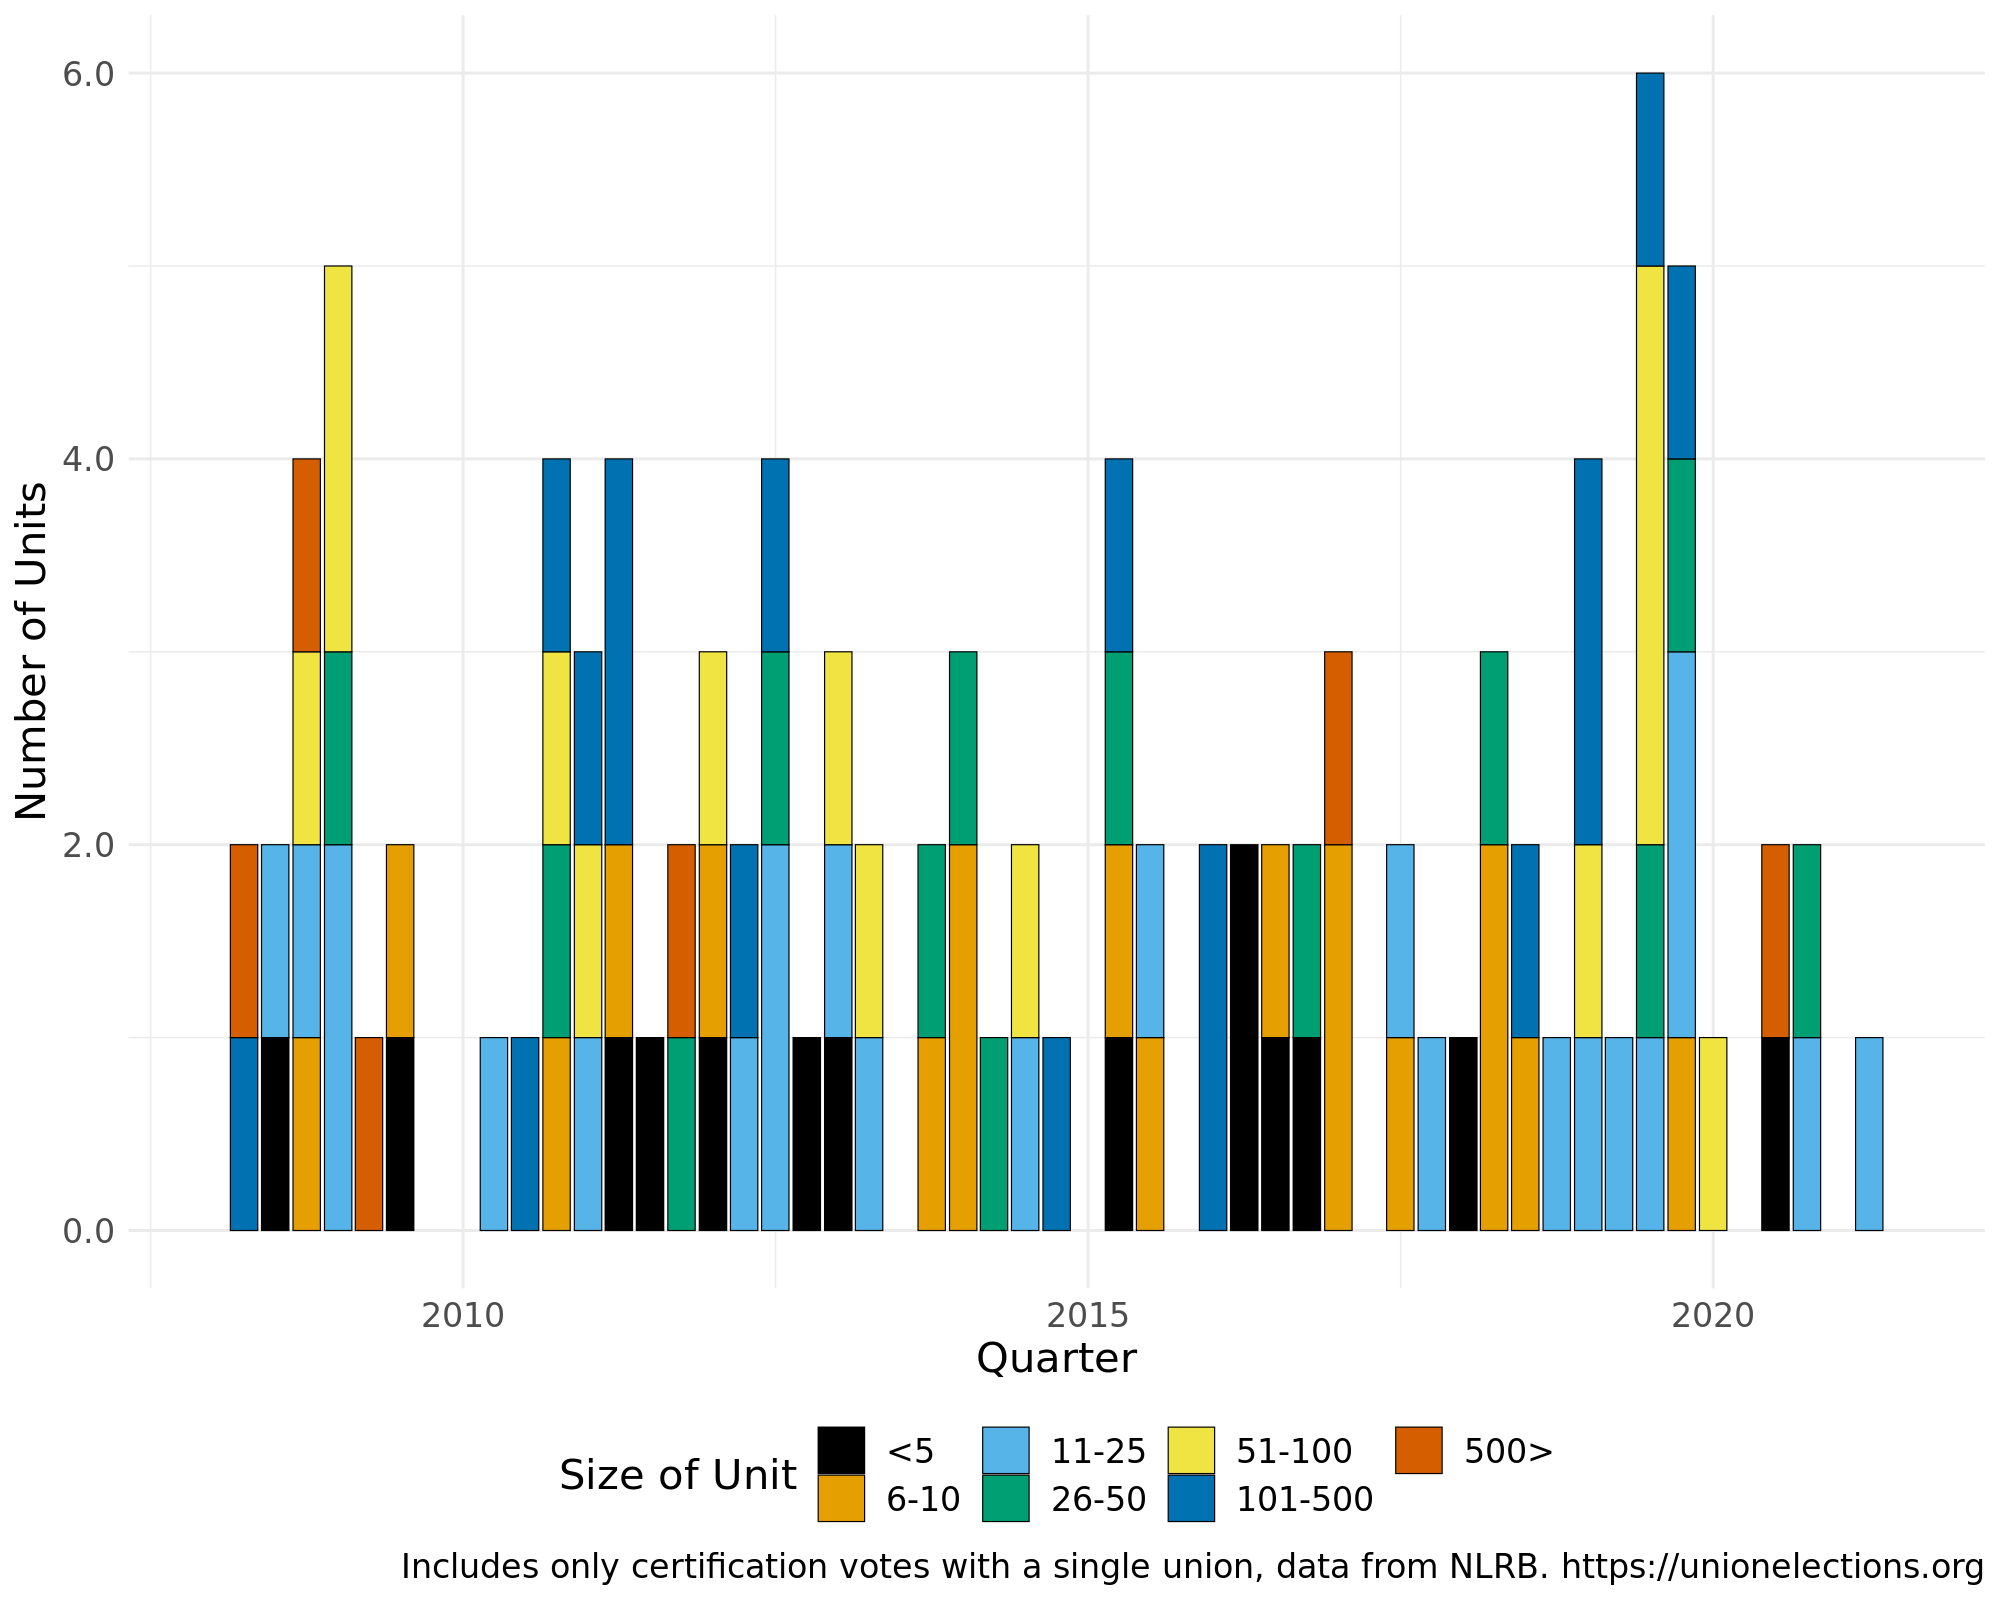 6.0
4.0
2.0
0.0
Number of Units
2010 2015 2020
Quarter
Size of Unit
<5 11-25 51-100 500>
6-10 26-50 101-500
Includes only certification votes with a single union, data from NLRB. https://unionelections.org